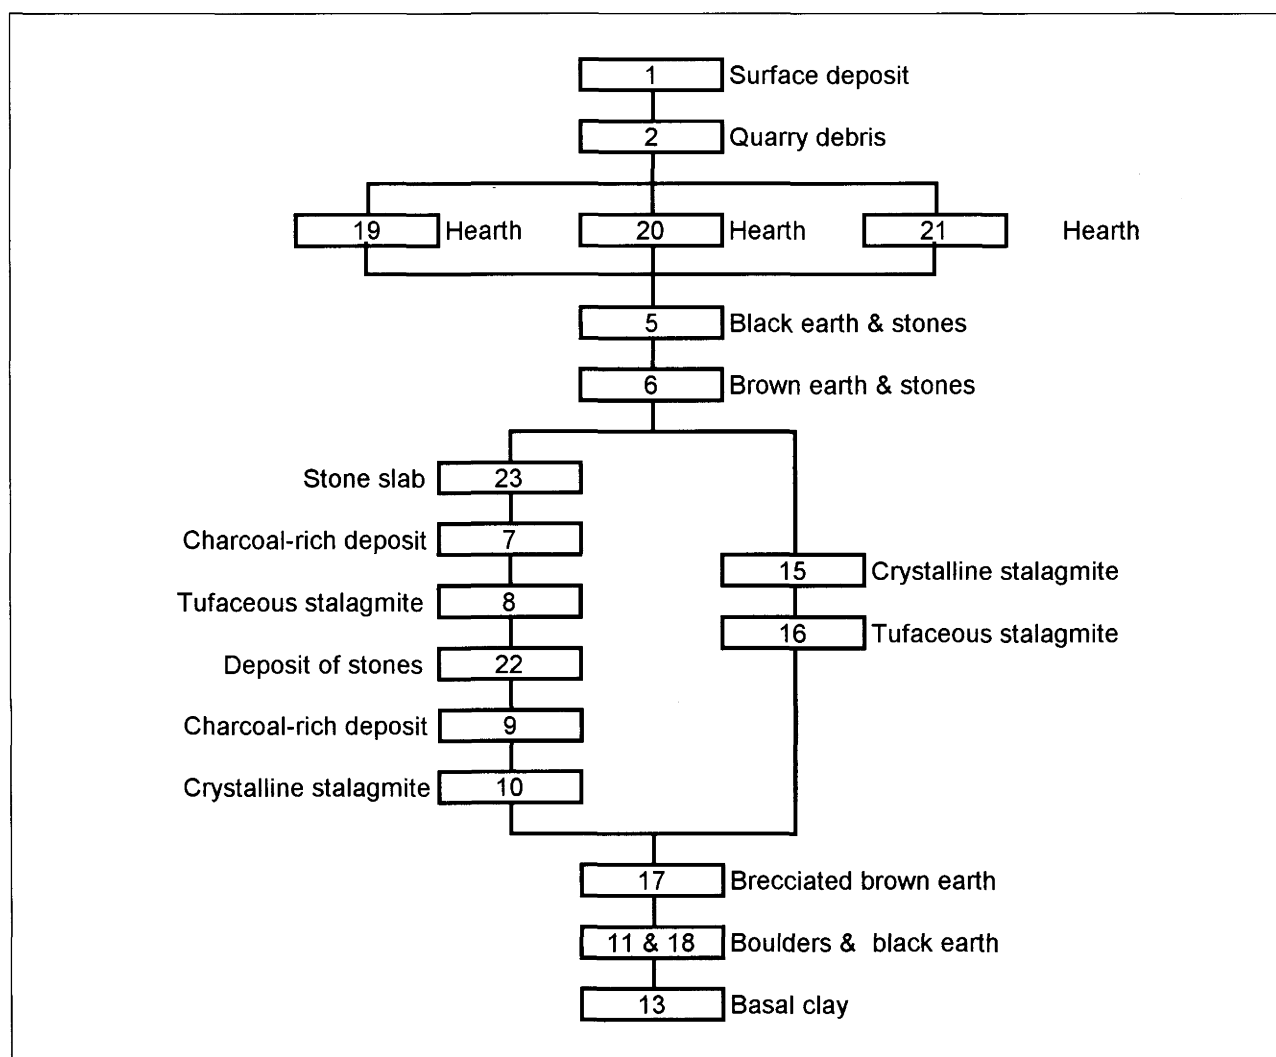 1 Surface deposit
2 Quarry debris
19 Hearth 20 Hearth 21 Hearth
5 Black earth & stones
6 Brown earth & stones
Stone slab 23
Charcoal-rich deposit 7
15 Crystalline stalagmite
Tufaceous stalagmite 8
16 Tufaceous stalagmite
Deposit of stones 22
Charcoal-rich deposit 9
Crystalline stalagmite 10
17 Brecciated brown earth
11 & 18 Boulders & black earth
13 Basal clay